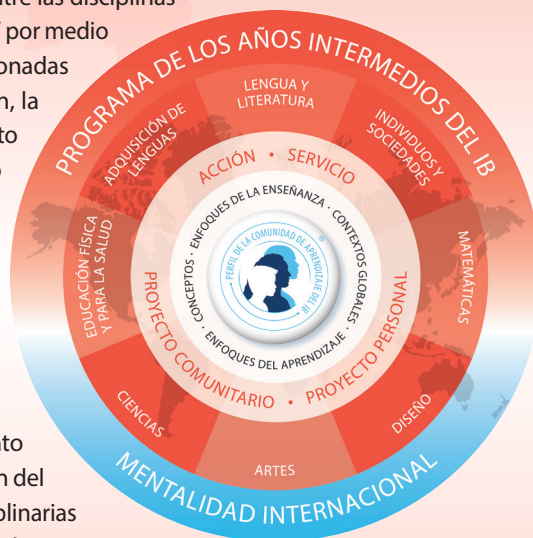 entre las disciplinas
por medio
onadas
n, la
to
PROGRAMA DE LOS AÑOS INTERMEDIOS DEL IB
LENGUA Y
LITERATURA
ADQUISICIÓN DE
LENGUAS
INDIVIDUOS Y
SOCIEDADES
EDUCACIÓN FÍSICA
Y PARA LA SALUD
MATEMÁTICAS
CIENCIAS
ARTES
DISEÑO
ACCIÓN • SERVICIO
PROYECTO COMUNITARIO • PROYECTO PERSONAL
CONCEPTOS · ENFOQUES DE LA ENSEÑANZA · CONTEXTOS GLOBALES ·
ENFOQUES DEL APRENDIZAJE ·
PERFIL DE LA COMUNIDAD DE APRENDIZAJE DEL IB
®
MENTALIDAD INTERNACIONAL
nto
n del
plinarias